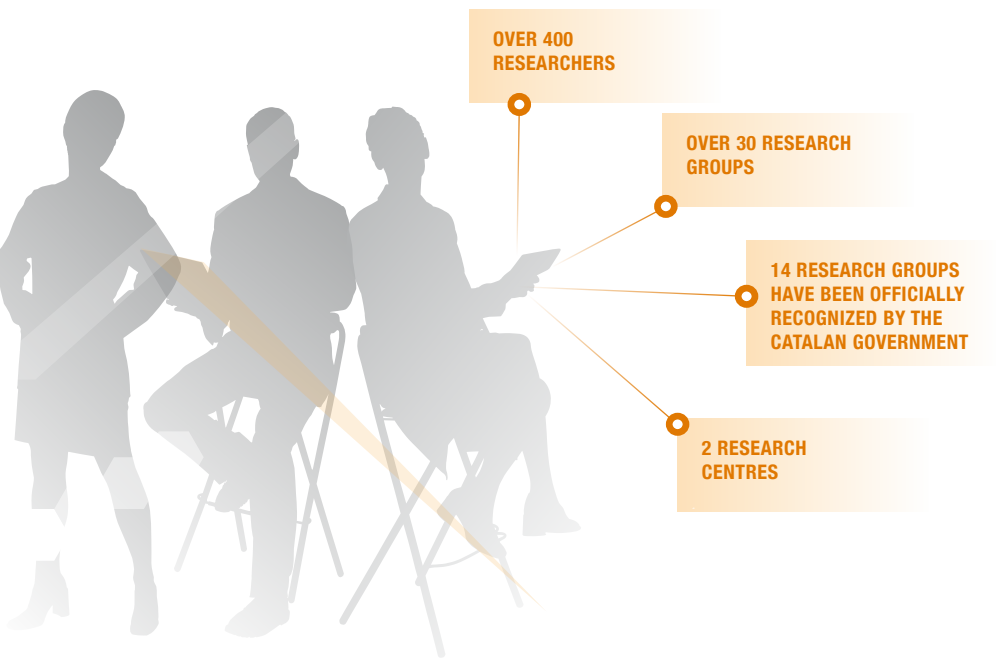 OVER 400
RESEARCHERS
OVER 30 RESEARCH
GROUPS
14 RESEARCH GROUPS
HAVE BEEN OFFICIALLY
RECOGNIZED BY THE
CATALAN GOVERNMENT
2 RESEARCH
CENTRES